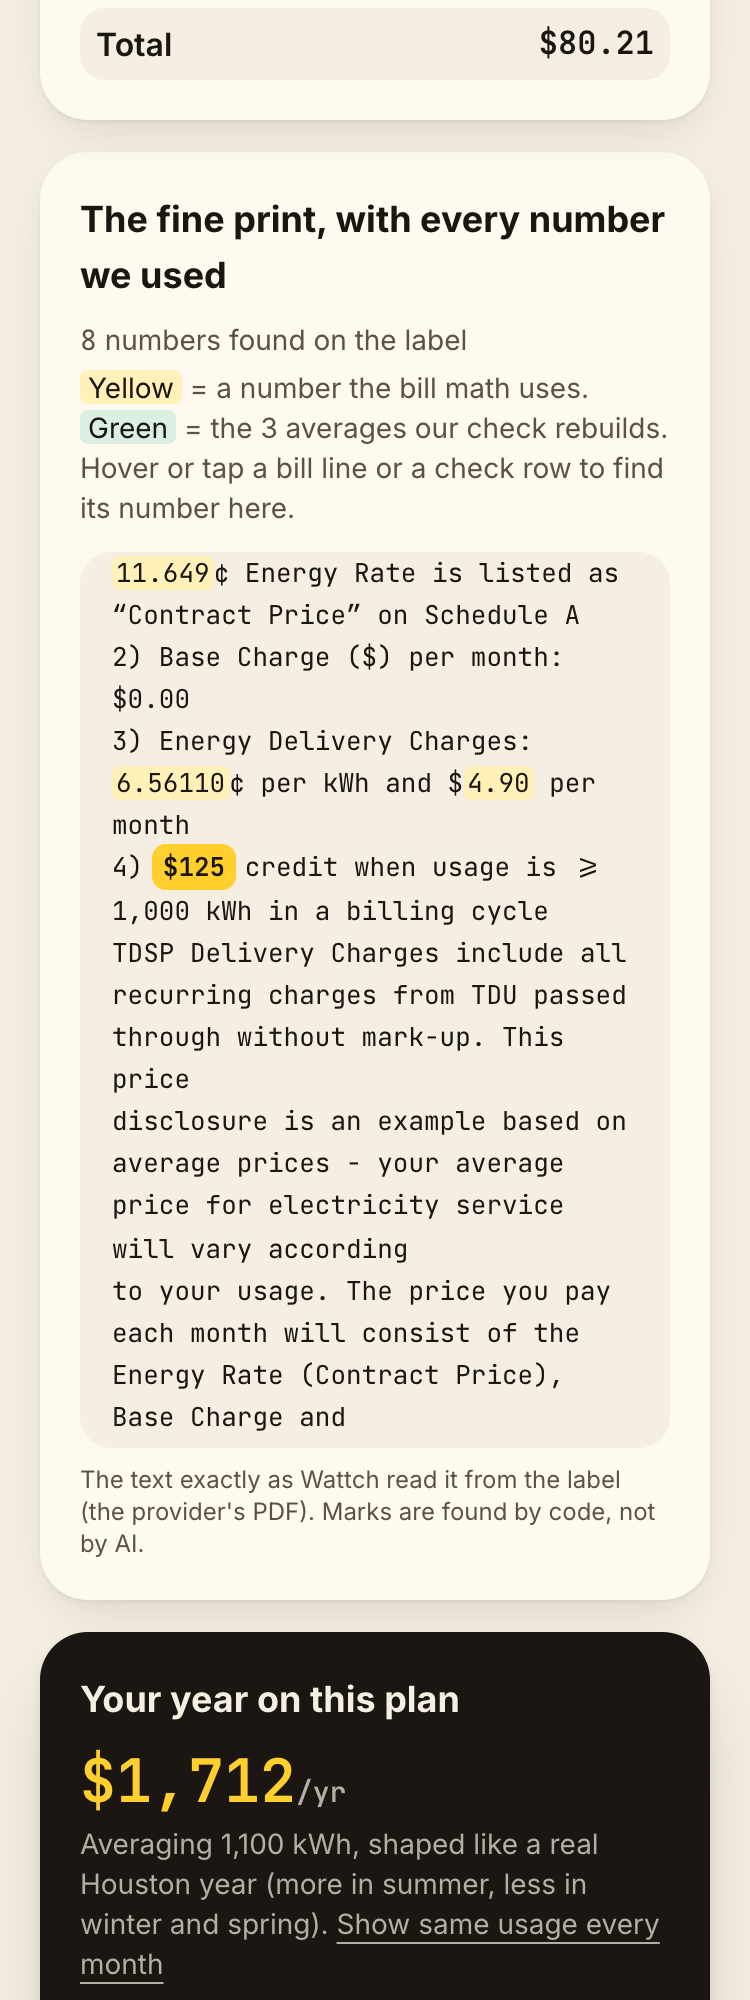 Total $80.21
The fine print, with every number
we used
8 numbers found on the label
Yellow = a number the bill math uses.
Green = the 3 averages our check rebuilds.
Hover or tap a bill line or a check row to find
its number here.
11.649¢ Energy Rate is listed as
“Contract Price” on Schedule A
2) Base Charge ($) per month:
$0.00
3) Energy Delivery Charges:
6.56110¢ per kWh and $4.90 per
month
4) $125 credit when usage is ⩾
1,000 kWh in a billing cycle
TDSP Delivery Charges include all
recurring charges from TDU passed
through without mark-up. This
price
disclosure is an example based on
average prices - your average
price for electricity service
will vary according
to your usage. The price you pay
each month will consist of the
Energy Rate (Contract Price),
Base Charge and
The text exactly as Wattch read it from the label
(the provider's PDF). Marks are found by code, not
by AI.
Your year on this plan
$1,712/yr
Averaging 1,100 kWh, shaped like a real
Houston year (more in summer, less in
winter and spring). Show same usage every
month